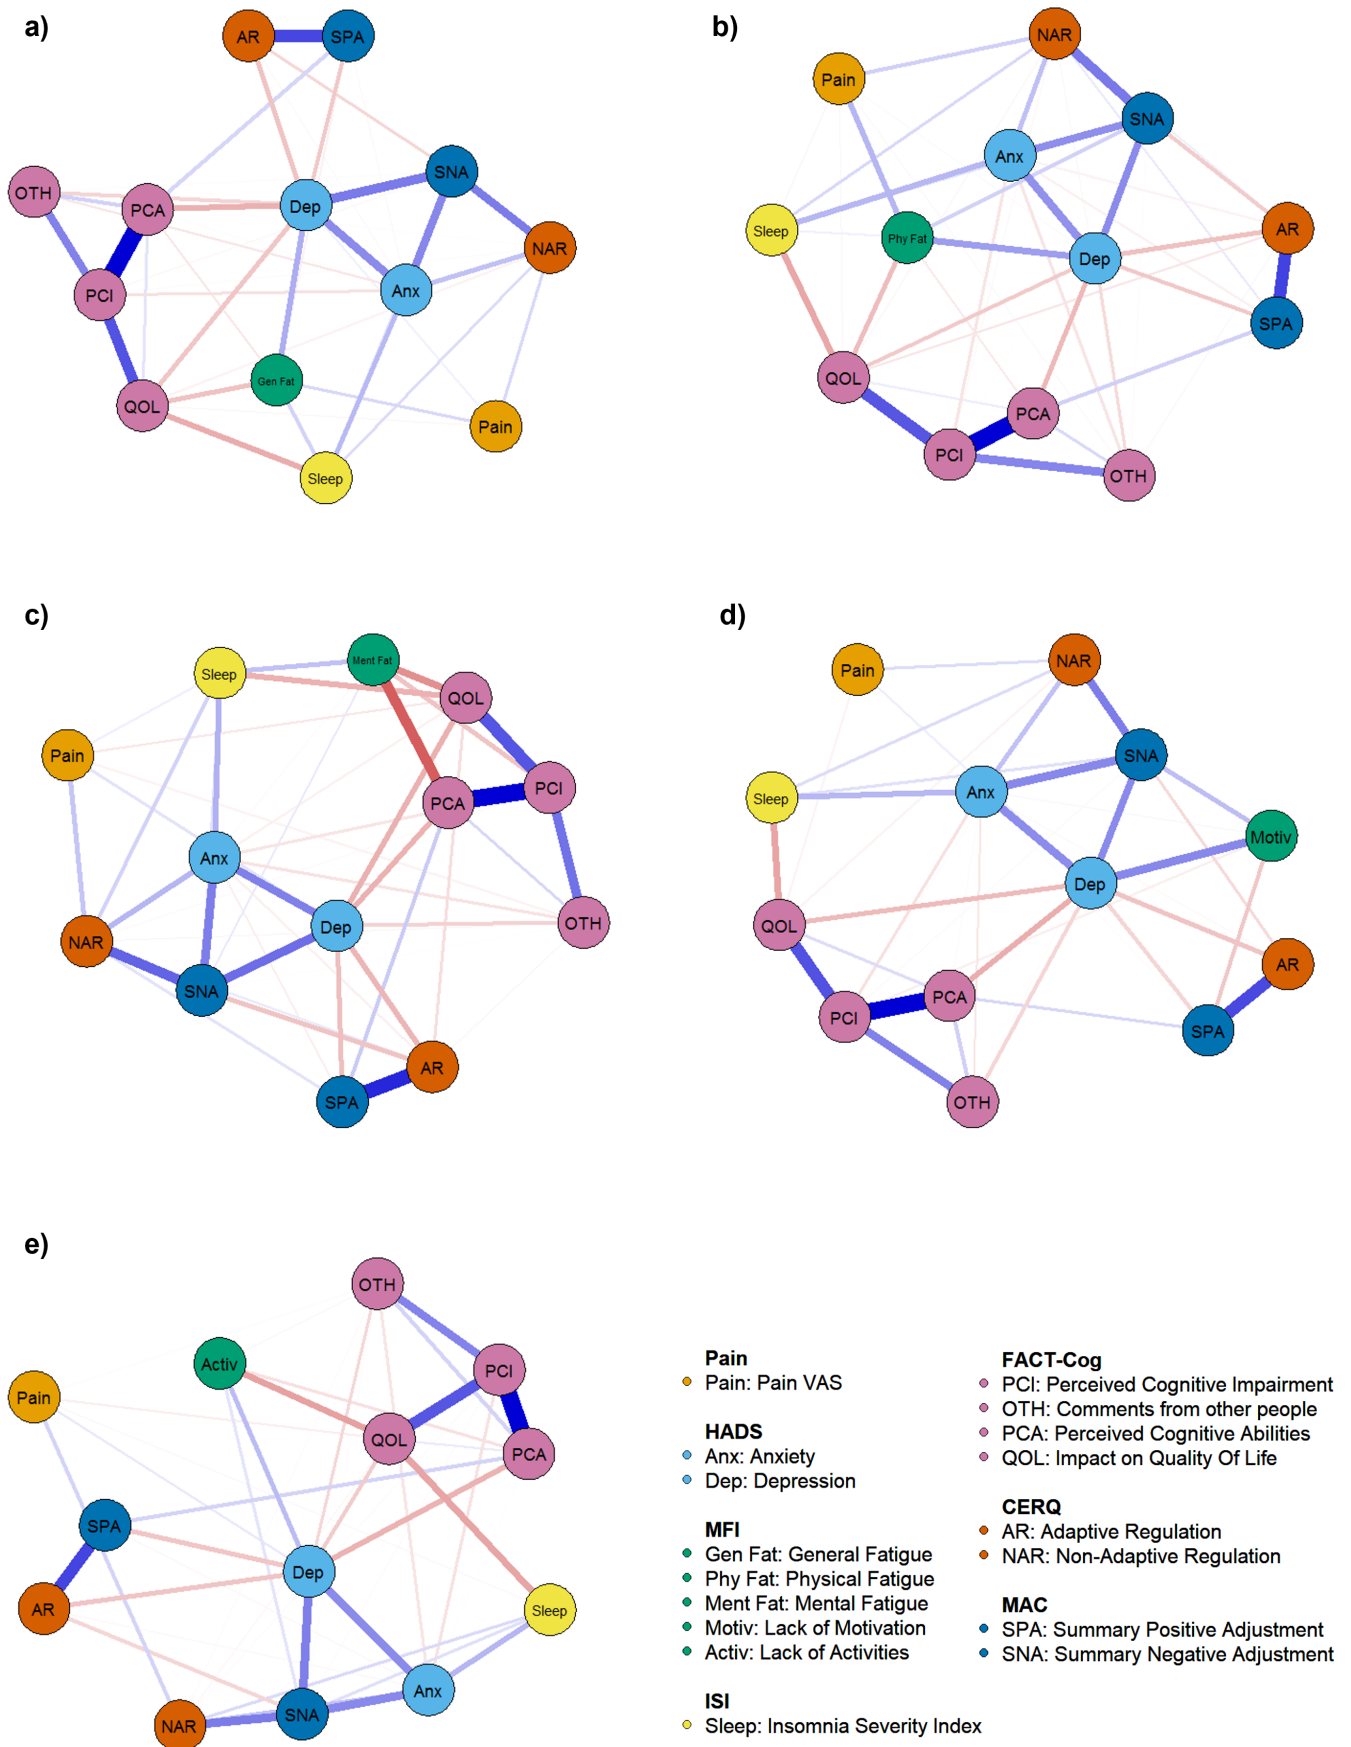 a)
AR
SPA
SNA
OTH
PCA
Dep
NAR
PCI
Anx
Gen Fat
QOL
Pain
Sleep
b)
NAR
Pain
SNA
Anx
Sleep
Phy Fat
AR
Dep
SPA
QOL
PCA
PCI
OTH
c)
Ment Fat
Sleep
QOL
Pain
PCI
PCA
Anx
Dep
OTH
NAR
SNA
AR
SPA
d)
Pain
NAR
SNA
Anx
Sleep
Motiv
Dep
QOL
AR
PCA
PCI
SPA
OTH
e)
OTH
Activ
PCI
Pain
QOL
PCA
SPA
Dep
AR
Sleep
Anx
SNA
NAR
Pain
Pain: Pain VAS
HADS
Anx: Anxiety
Dep: Depression
MFI
Gen Fat: General Fatigue
Phy Fat: Physical Fatigue
Ment Fat: Mental Fatigue
Motiv: Lack of Motivation
Activ: Lack of Activities
ISI
Sleep: Insomnia Severity Index
FACT-Cog
PCI: Perceived Cognitive Impairment
OTH: Comments from other people
PCA: Perceived Cognitive Abilities
QOL: Impact on Quality Of Life
CERQ
AR: Adaptive Regulation
NAR: Non-Adaptive Regulation
MAC
SPA: Summary Positive Adjustment
SNA: Summary Negative Adjustment